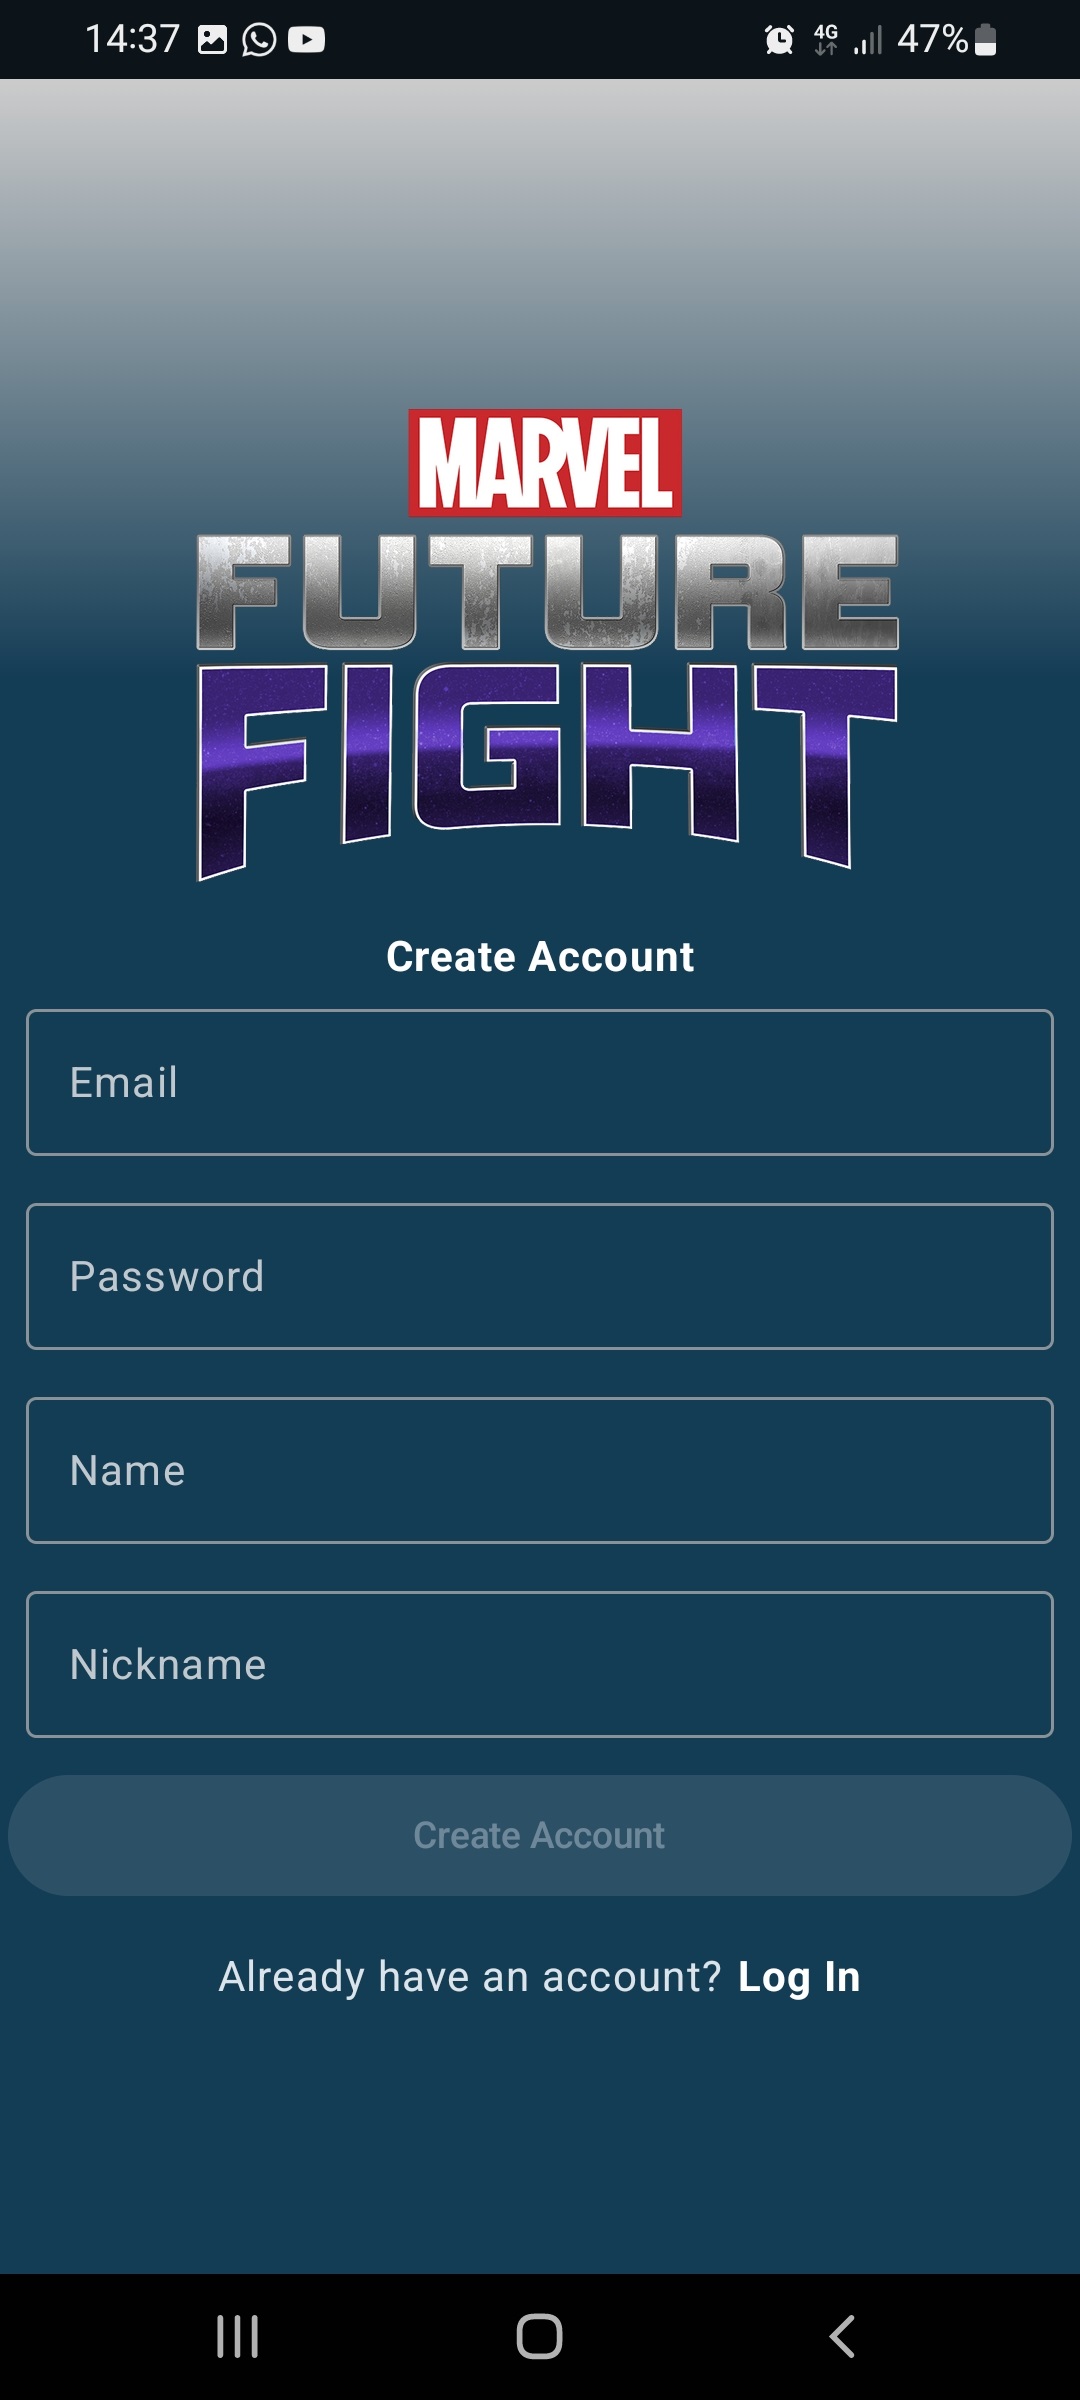 14:37 4G 47%
MARVEL
FUTURE
FIGHT
Create Account
Email
Password
Name
Nickname
Create Account
Already have an account? Log In